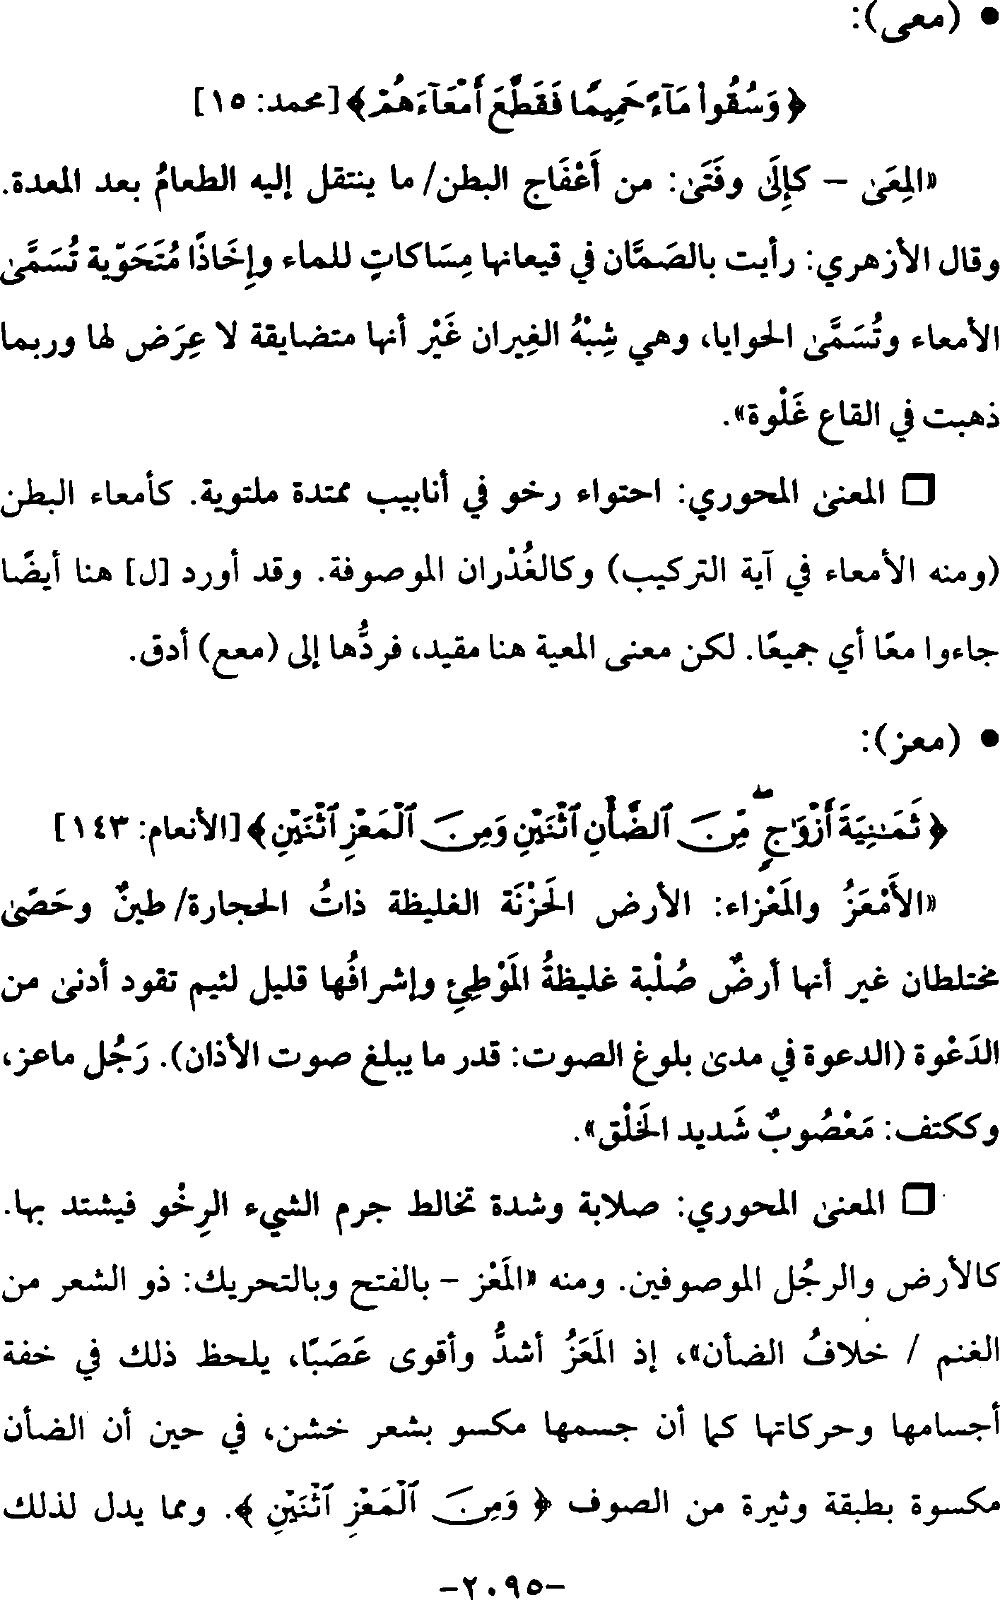 ● (معى):
﴿ وَسُقُوا۟ مَآءً حَمِيمًا فَقَطَّعَ أَمْعَآءَهُمْ ﴾ [محمد: ١٥]
«المِعَىٰ – كإِلَىٰ وفَتَىٰ: من أَعْفَاج البطن/ ما ينتقل إليه الطعامُ بعد المعدة.
وقال الأزهري: رأيت بالصَمَّان في قيعانها مِسَاكاتٍ للماء وإِخَاذًا مُتَحَوّية تُسَمَّىٰ
الأمعاء وتُسَمَّىٰ الحوايا، وهي شِبْهُ الغِيران غَيْر أنها متضايقة لا عِرَض لها وربما
ذهبت في القاع غَلْوة».
❑ المعنىٰ المحوري: احتواء رخو في أنابيب ممتدة ملتوية. كأمعاء البطن
(ومنه الأمعاء في آية التركيب) وكالغُدْران الموصوفة. وقد أورد [ل] هنا أيضًا
جاءوا معًا أي جميعًا. لكن معنى المعية هنا مقيد، فردُّها إلى (معع) أدق.
● (معز):
﴿ ثَمَـٰنِيَةَ أَزْوَٰجٍۢ ۖ مِّنَ ٱلضَّأْنِ ٱثْنَيْنِ وَمِنَ ٱلْمَعْزِ ٱثْنَيْنِ ﴾ [الأنعام: ١٤٣]
«الأَمْعَزُ والمَعْزاء: الأرض الحَزْنَة الغليظة ذاتُ الحجارة/ طينٌ وحَصًى
مختلطان غير أنها أرضٌ صُلْبة غليظةُ المَوْطِئِ وإشرافُها قليل لئيم تقود أدنىٰ من
الدَعْوة (الدعوة في مدىٰ بلوغ الصوت: قدر ما يبلغ صوت الأذان). رَجُل ماعز،
وككتف: مَعْصُوبٌ شَديد الخَلْق».
❑ المعنىٰ المحوري: صلابة وشدة تخالط جرم الشيء الرِخْو فيشتد بها.
كالأرض والرجُل الموصوفين. ومنه «المَعْز – بالفتح وبالتحريك: ذو الشعر من
الغنم / خلافُ الضأن»، إذ المَعَزُ أشدُّ وأقوى عَصَبًا، يلحظ ذلك في خفة
أجسامها وحركاتها كما أن جسمها مكسو بشعر خشن، في حين أن الضأن
مكسوة بطبقة وثيرة من الصوف ﴿ وَمِنَ ٱلْمَعْزِ ٱثْنَيْنِ ﴾. ومما يدل لذلك
-٢٠٩٥-